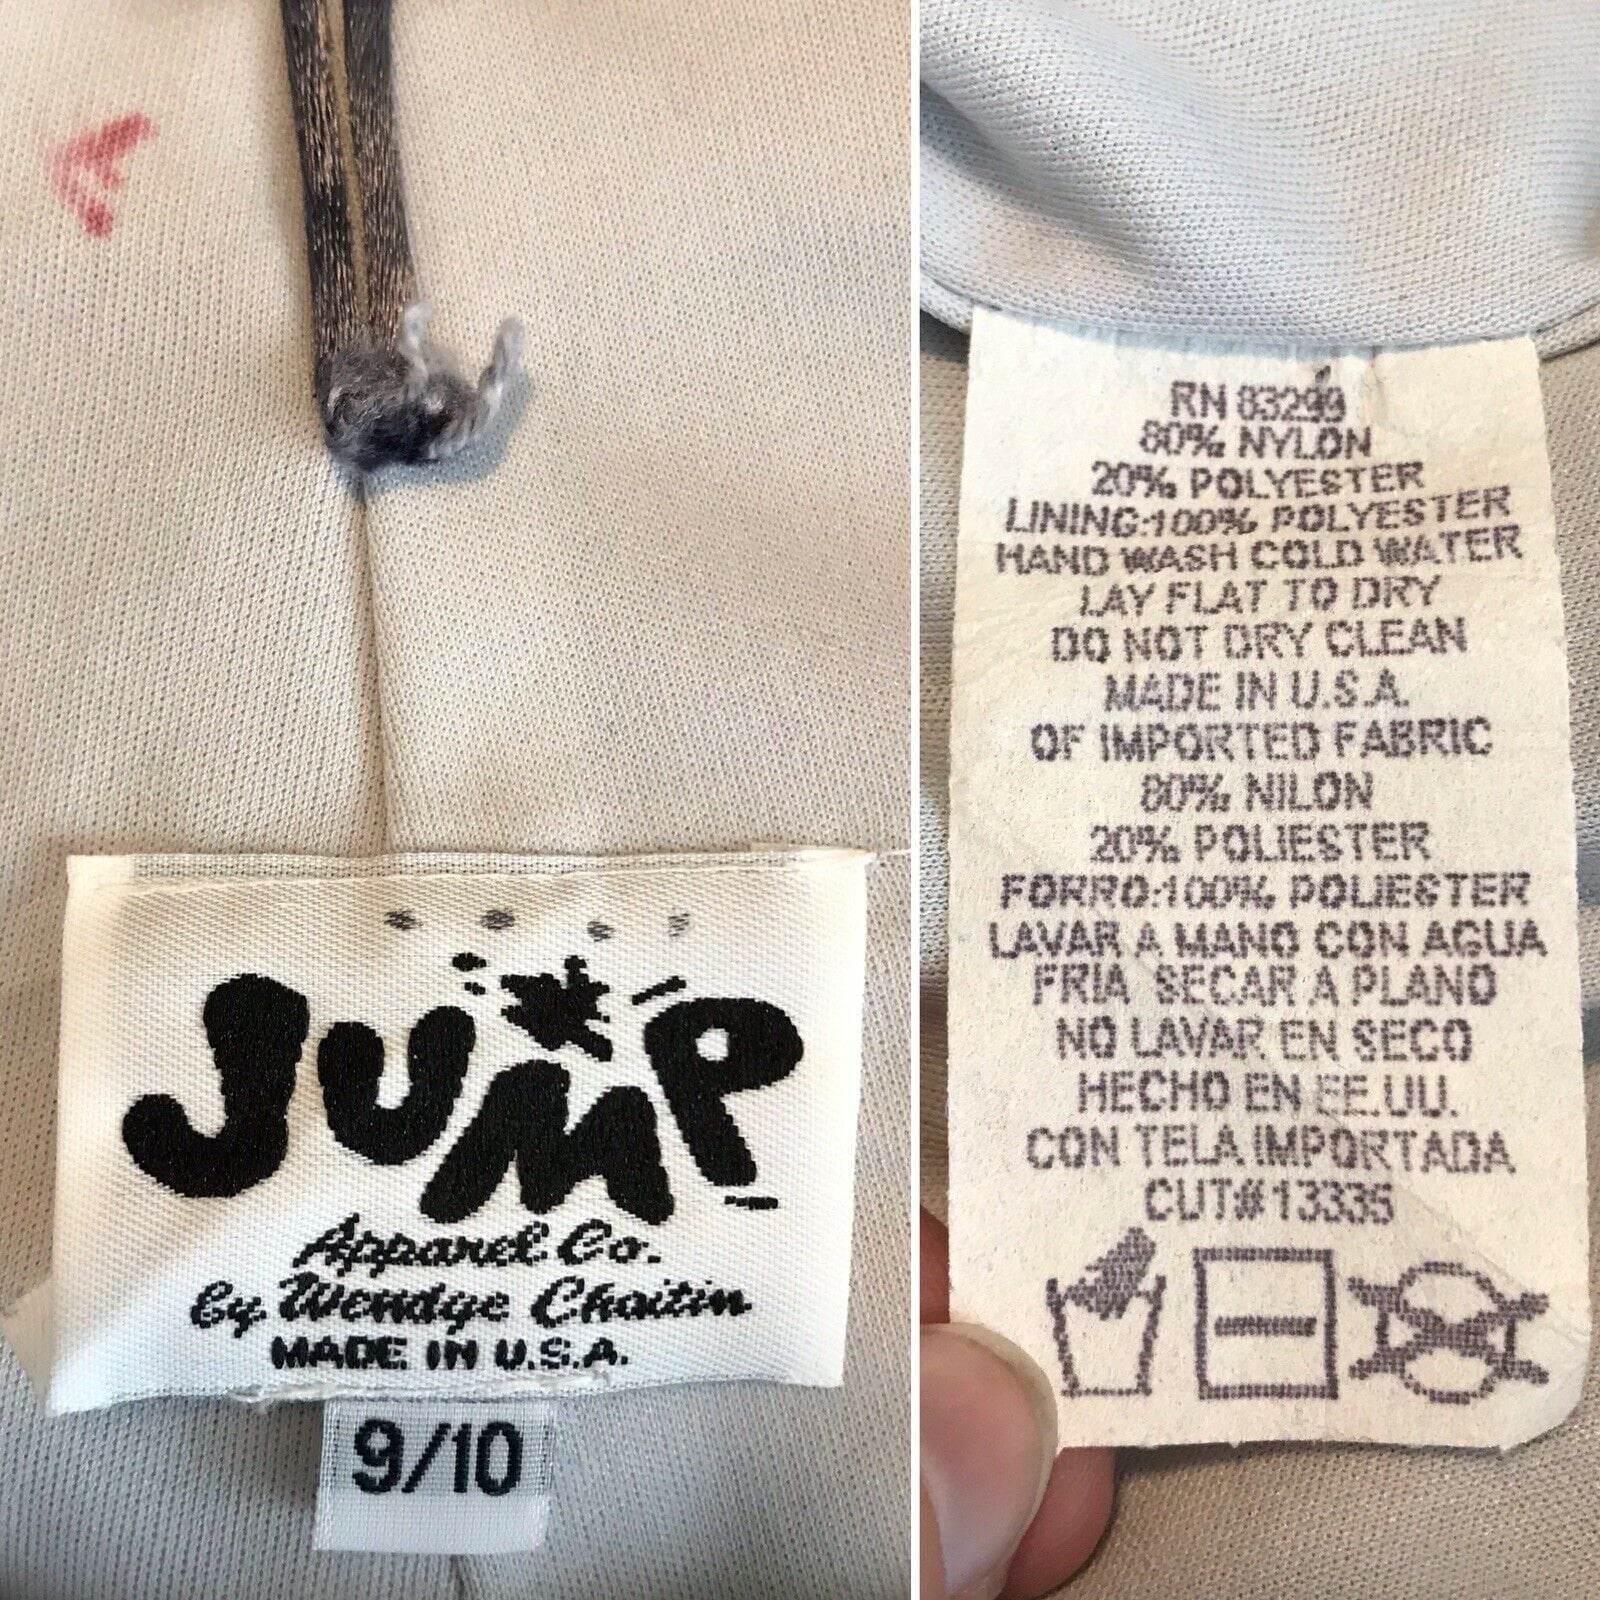 A
JUMP
Apparel Co.
by Wendye Chaitin
MADE IN U.S.A.
9/10
RN 83299
80% NYLON
20% POLYESTER
LINING:100% POLYESTER
HAND WASH COLD WATER
LAY FLAT TO DRY
DO NOT DRY CLEAN
MADE IN U.S.A.
OF IMPORTED FABRIC
80% NILON
20% POLIESTER
FORRO:100% POLIESTER
LAVAR A MANO CON AGUA
FRIA SECAR A PLANO
NO LAVAR EN SECO
HECHO EN EE.UU.
CON TELA IMPORTADA
CUT#13335